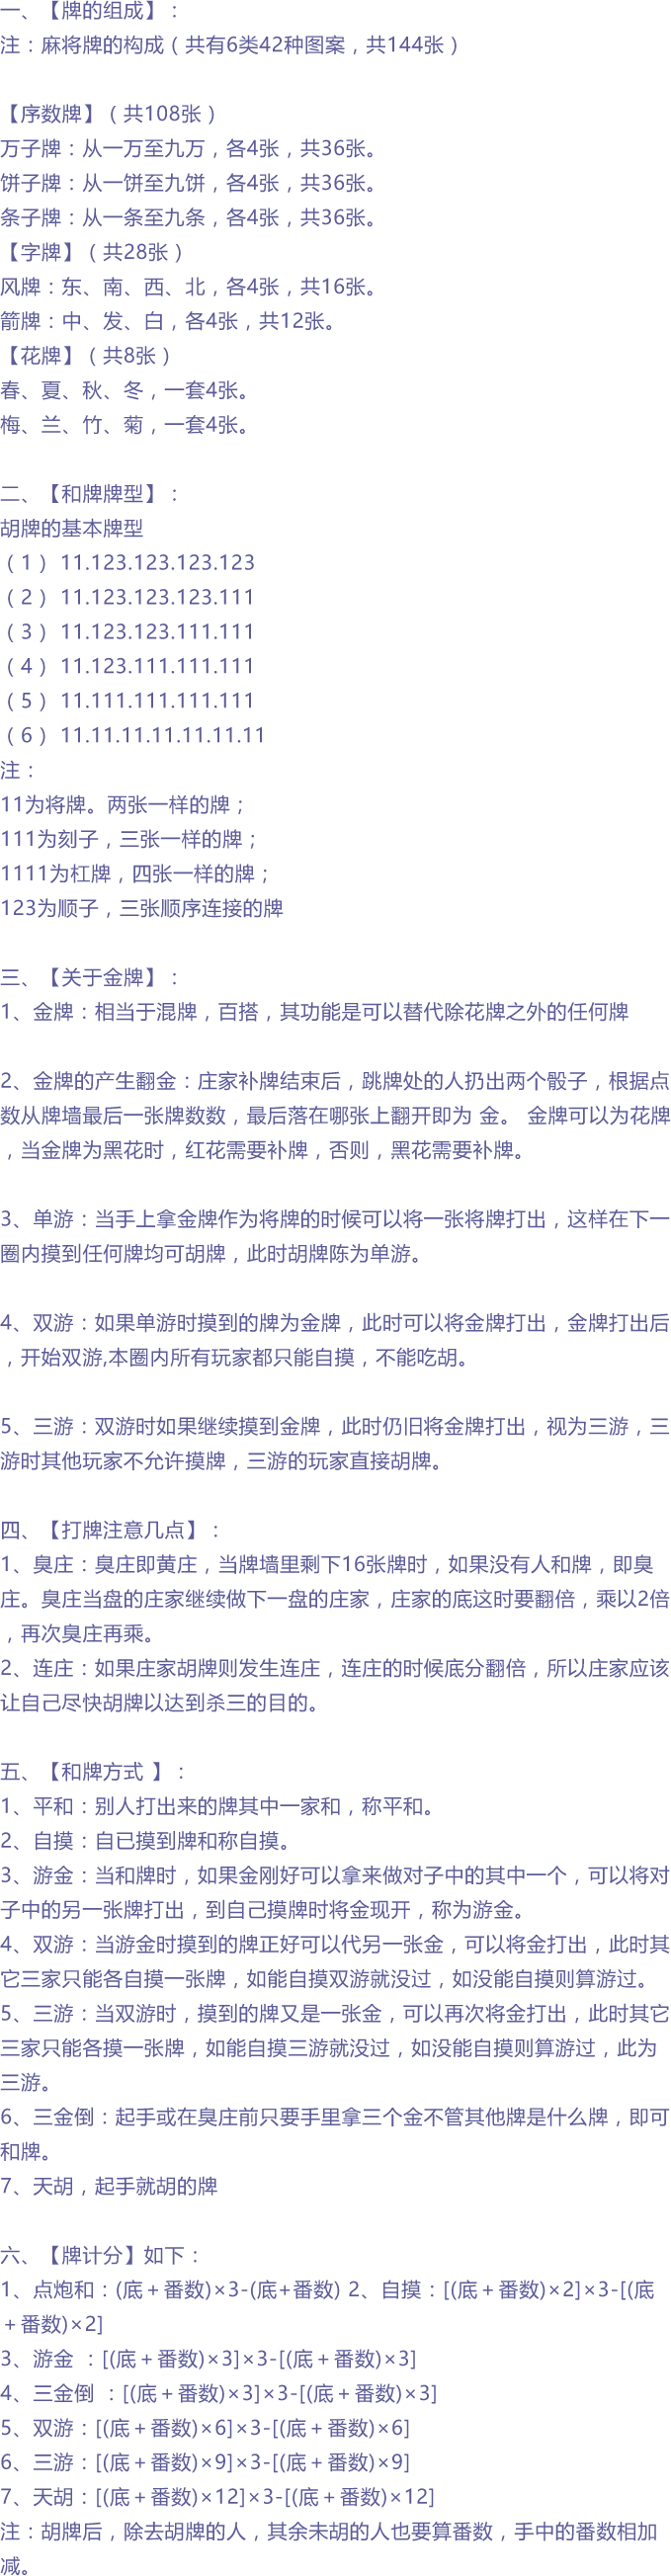 一、【牌的组成】：
注：麻将牌的构成（共有6类42种图案，共144张）
【序数牌】（共108张）
万子牌：从一万至九万，各4张，共36张。
饼子牌：从一饼至九饼，各4张，共36张。
条子牌：从一条至九条，各4张，共36张。
【字牌】（共28张）
风牌：东、南、西、北，各4张，共16张。
箭牌：中、发、白，各4张，共12张。
【花牌】（共8张）
春、夏、秋、冬，一套4张。
梅、兰、竹、菊，一套4张。
二、【和牌牌型】：
胡牌的基本牌型
（1） 11.123.123.123.123
（2） 11.123.123.123.111
（3） 11.123.123.111.111
（4） 11.123.111.111.111
（5） 11.111.111.111.111
（6） 11.11.11.11.11.11.11
注：
11为将牌。两张一样的牌；
111为刻子，三张一样的牌；
1111为杠牌，四张一样的牌；
123为顺子，三张顺序连接的牌
三、【关于金牌】：
1、金牌：相当于混牌，百搭，其功能是可以替代除花牌之外的任何牌
2、金牌的产生翻金：庄家补牌结束后，跳牌处的人扔出两个骰子，根据点
数从牌墙最后一张牌数数，最后落在哪张上翻开即为 金。 金牌可以为花牌
，当金牌为黑花时，红花需要补牌，否则，黑花需要补牌。
3、单游：当手上拿金牌作为将牌的时候可以将一张将牌打出，这样在下一
圈内摸到任何牌均可胡牌，此时胡牌陈为单游。
4、双游：如果单游时摸到的牌为金牌，此时可以将金牌打出，金牌打出后
，开始双游,本圈内所有玩家都只能自摸，不能吃胡。
5、三游：双游时如果继续摸到金牌，此时仍旧将金牌打出，视为三游，三
游时其他玩家不允许摸牌，三游的玩家直接胡牌。
四、【打牌注意几点】：
1、臭庄：臭庄即黄庄，当牌墙里剩下16张牌时，如果没有人和牌，即臭
庄。臭庄当盘的庄家继续做下一盘的庄家，庄家的底这时要翻倍，乘以2倍
，再次臭庄再乘。
2、连庄：如果庄家胡牌则发生连庄，连庄的时候底分翻倍，所以庄家应该
让自己尽快胡牌以达到杀三的目的。
五、【和牌方式 】：
1、平和：别人打出来的牌其中一家和，称平和。
2、自摸：自已摸到牌和称自摸。
3、游金：当和牌时，如果金刚好可以拿来做对子中的其中一个，可以将对
子中的另一张牌打出，到自己摸牌时将金现开，称为游金。
4、双游：当游金时摸到的牌正好可以代另一张金，可以将金打出，此时其
它三家只能各自摸一张牌，如能自摸双游就没过，如没能自摸则算游过。
5、三游：当双游时，摸到的牌又是一张金，可以再次将金打出，此时其它
三家只能各摸一张牌，如能自摸三游就没过，如没能自摸则算游过，此为
三游。
6、三金倒：起手或在臭庄前只要手里拿三个金不管其他牌是什么牌，即可
和牌。
7、天胡，起手就胡的牌
六、【牌计分】如下：
1、点炮和：(底＋番数)×3-(底+番数) 2、自摸：[(底＋番数)×2]×3-[(底
＋番数)×2]
3、游金 ：[(底＋番数)×3]×3-[(底＋番数)×3]
4、三金倒 ：[(底＋番数)×3]×3-[(底＋番数)×3]
5、双游：[(底＋番数)×6]×3-[(底＋番数)×6]
6、三游：[(底＋番数)×9]×3-[(底＋番数)×9]
7、天胡：[(底＋番数)×12]×3-[(底＋番数)×12]
注：胡牌后，除去胡牌的人，其余未胡的人也要算番数，手中的番数相加
减。